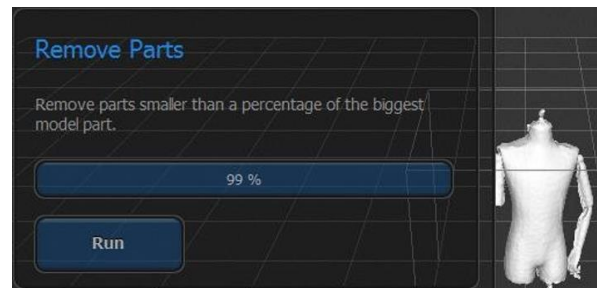 Remove Parts
Remove parts smaller than a percentage of the biggest
model part.
99 %
Run